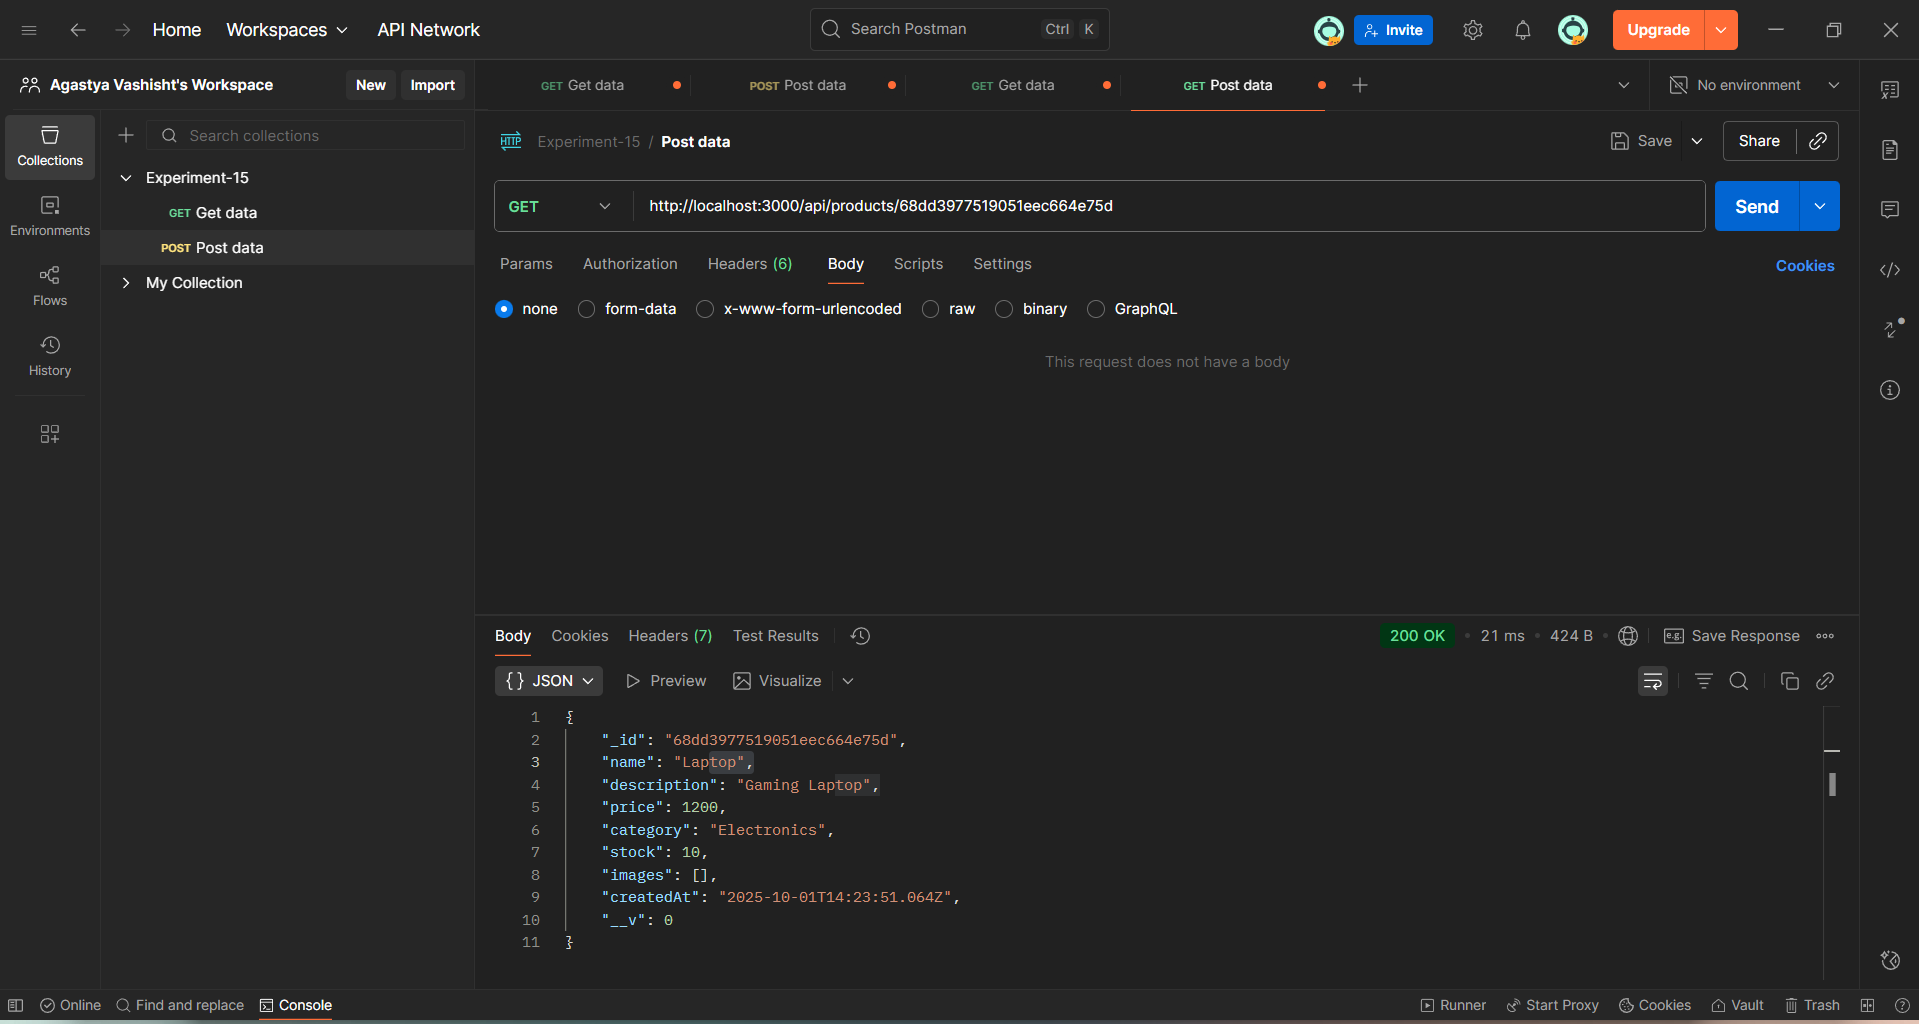 Home Workspaces API Network Search Postman Ctrl K Invite Upgrade
Agastya Vashisht's Workspace New Import
GET Get data POST Post data GET Get data GET Post data No environment
Collections
Environments
Flows
History
Search collections
Experiment-15
GET Get data
POST Post data
My Collection
HTTP Experiment-15 / Post data Save Share
GET http://localhost:3000/api/products/68dd3977519051eec664e75d Send
Params Authorization Headers (6) Body Scripts Settings Cookies
none form-data x-www-form-urlencoded raw binary GraphQL
This request does not have a body
Body Cookies Headers (7) Test Results 200 OK • 21 ms • 424 B • e.g. Save Response
{} JSON Preview Visualize
1 {
2 "_id": "68dd3977519051eec664e75d",
3 "name": "Laptop",
4 "description": "Gaming Laptop",
5 "price": 1200,
6 "category": "Electronics",
7 "stock": 10,
8 "images": [],
9 "createdAt": "2025-10-01T14:23:51.064Z",
10 "__v": 0
11 }
Online Find and replace Console Runner Start Proxy Cookies Vault Trash